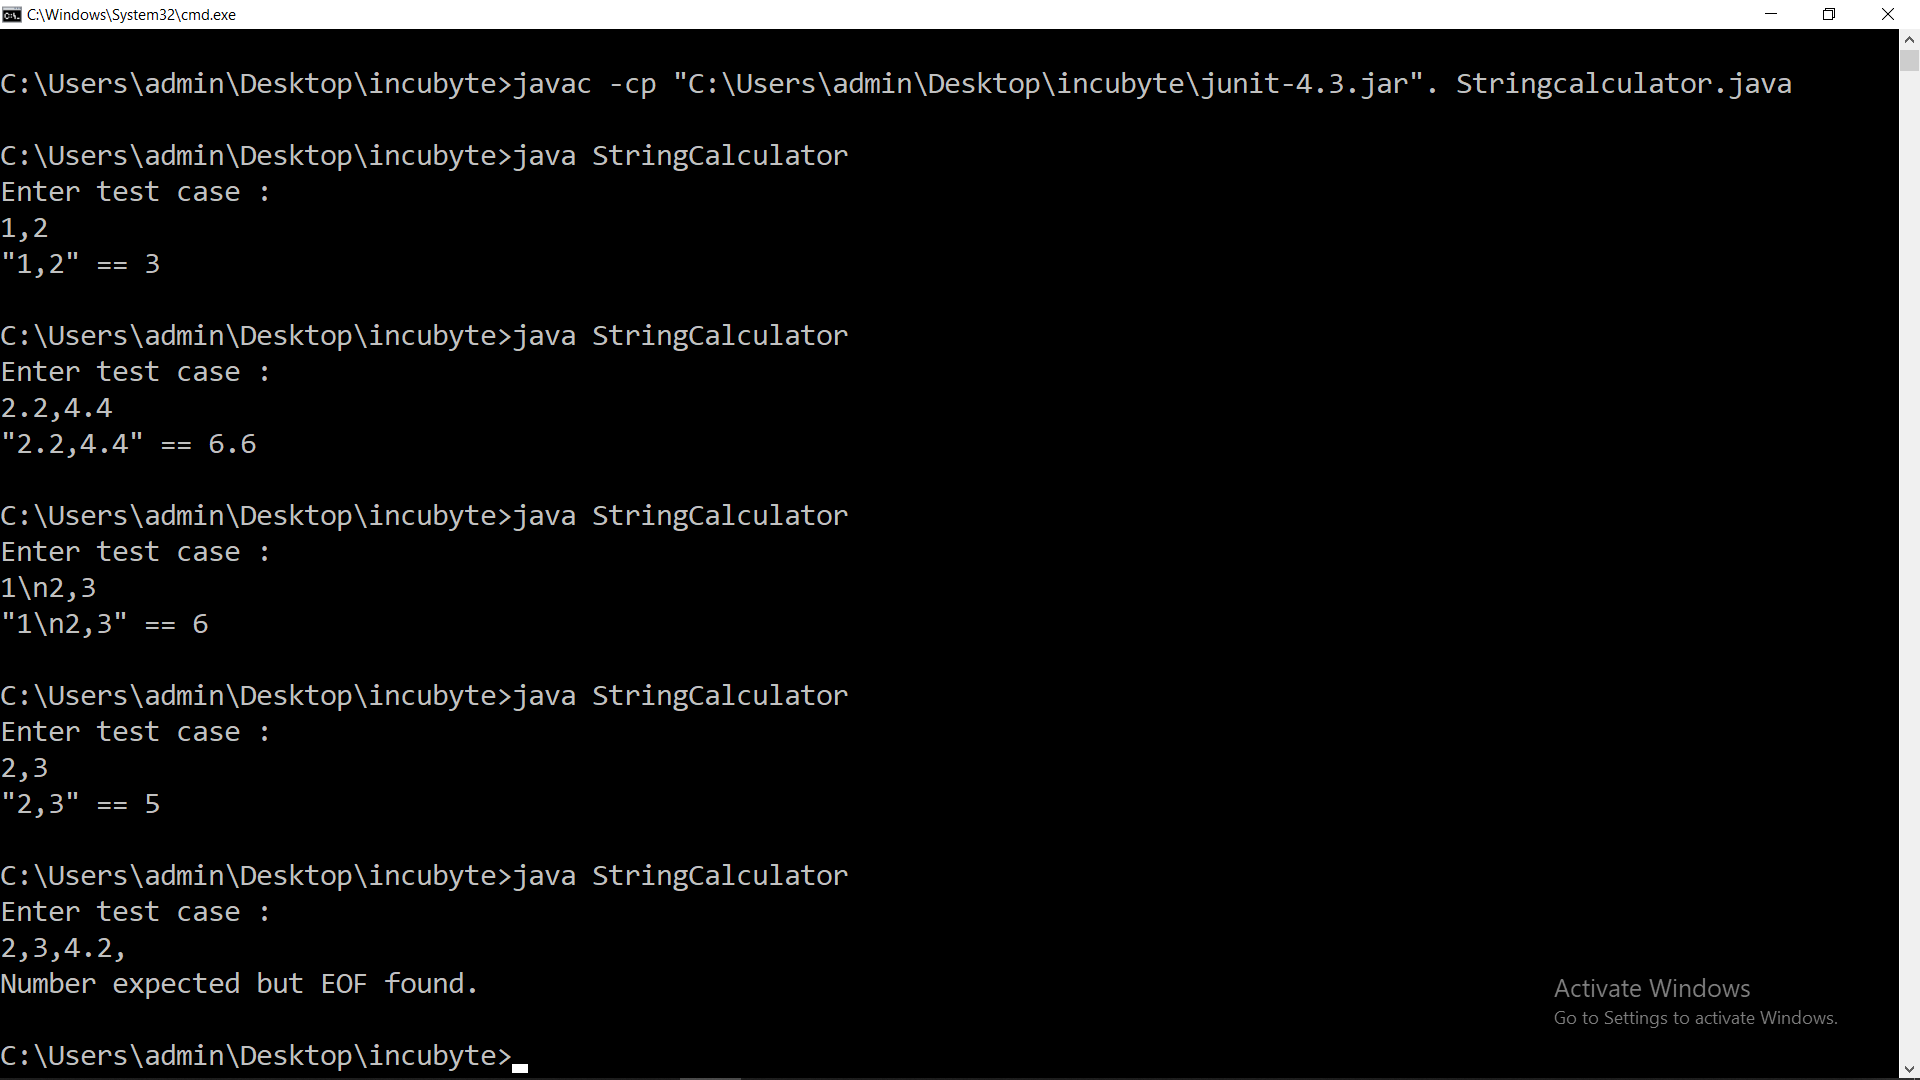 C:\Windows\System32\cmd.exe
C:\Users\admin\Desktop\incubyte>javac -cp "C:\Users\admin\Desktop\incubyte\junit-4.3.jar". Stringcalculator.java
C:\Users\admin\Desktop\incubyte>java StringCalculator
Enter test case :
1,2
"1,2" == 3
C:\Users\admin\Desktop\incubyte>java StringCalculator
Enter test case :
2.2,4.4
"2.2,4.4" == 6.6
C:\Users\admin\Desktop\incubyte>java StringCalculator
Enter test case :
1\n2,3
"1\n2,3" == 6
C:\Users\admin\Desktop\incubyte>java StringCalculator
Enter test case :
2,3
"2,3" == 5
C:\Users\admin\Desktop\incubyte>java StringCalculator
Enter test case :
2,3,4.2,
Number expected but EOF found.
Activate Windows
Go to Settings to activate Windows.
C:\Users\admin\Desktop\incubyte>